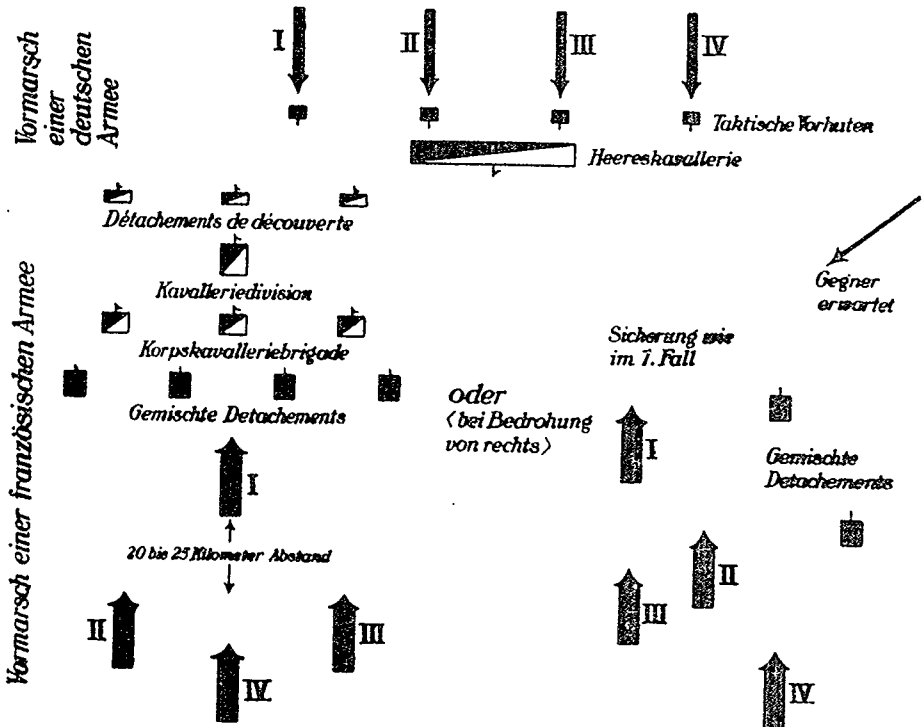 Vormarsch
einer
deutschen
Armee
I
II
III
IV
Taktische Vorhuten
Heereskavallerie
Détachements de découverte
Kavalleriedivision
Korpskavalleriebrigade
Gemischte Detachements
Vormarsch einer französischen Armee
I
20 bis 25 Kilometer Abstand
II
III
IV
oder
<bei Bedrohung
von rechts>
Gegner
erwartet
Sicherung wie
im 1. Fall
I
Gemischte
Detachements
II
III
IV